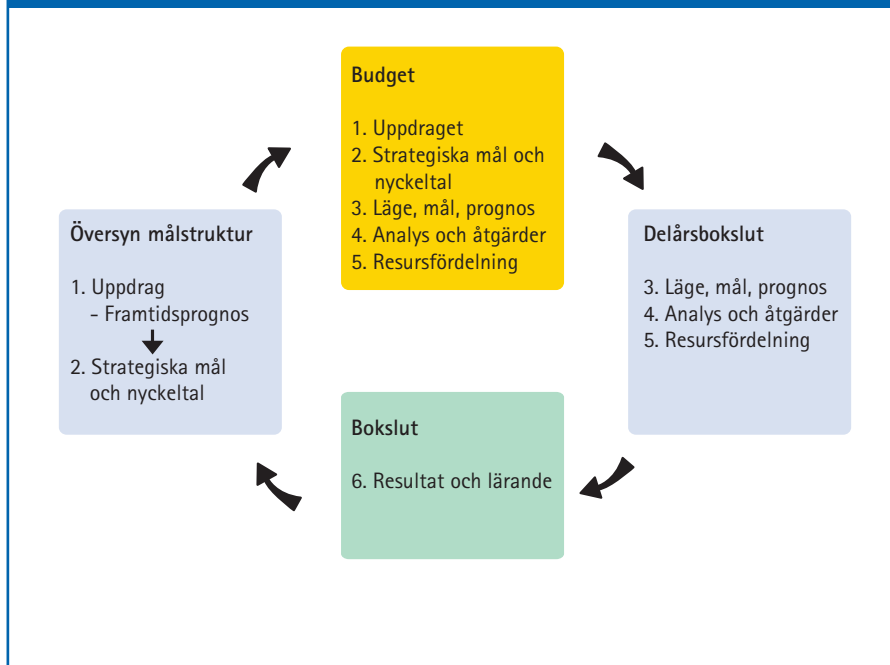 Budget
1. Uppdraget
2. Strategiska mål och
nyckeltal
3. Läge, mål, prognos
4. Analys och åtgärder
5. Resursfördelning
Översyn målstruktur
1. Uppdrag
- Framtidsprognos
2. Strategiska mål
och nyckeltal
Delårsbokslut
3. Läge, mål, prognos
4. Analys och åtgärder
5. Resursfördelning
Bokslut
6. Resultat och lärande